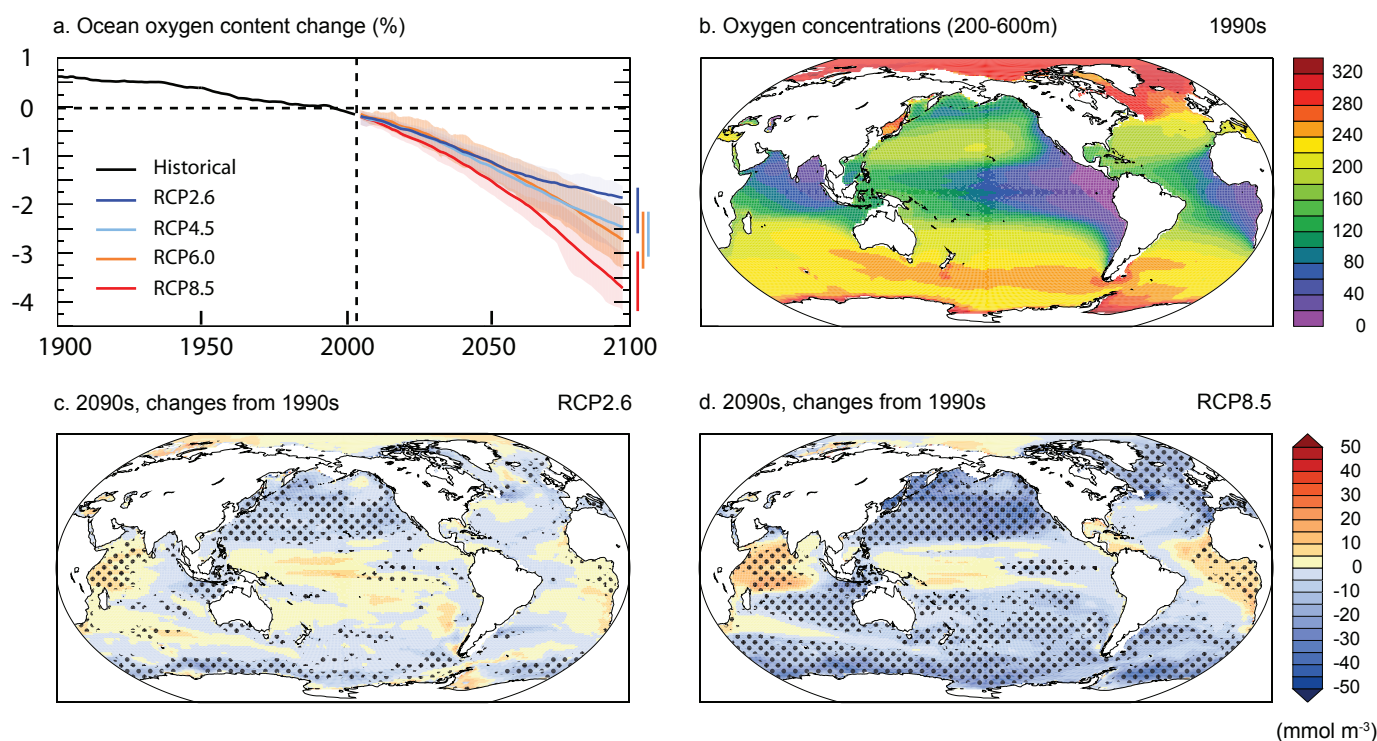 a. Ocean oxygen content change (%)
1
0
-1
-2
-3
-4
Historical
RCP2.6
RCP4.5
RCP6.0
RCP8.5
1900 1950 2000 2050 2100
b. Oxygen concentrations (200-600m) 1990s
320
280
240
200
160
120
80
40
0
c. 2090s, changes from 1990s RCP2.6
d. 2090s, changes from 1990s RCP8.5
50
40
30
20
10
0
-10
-20
-30
-40
-50
(mmol m⁻³)